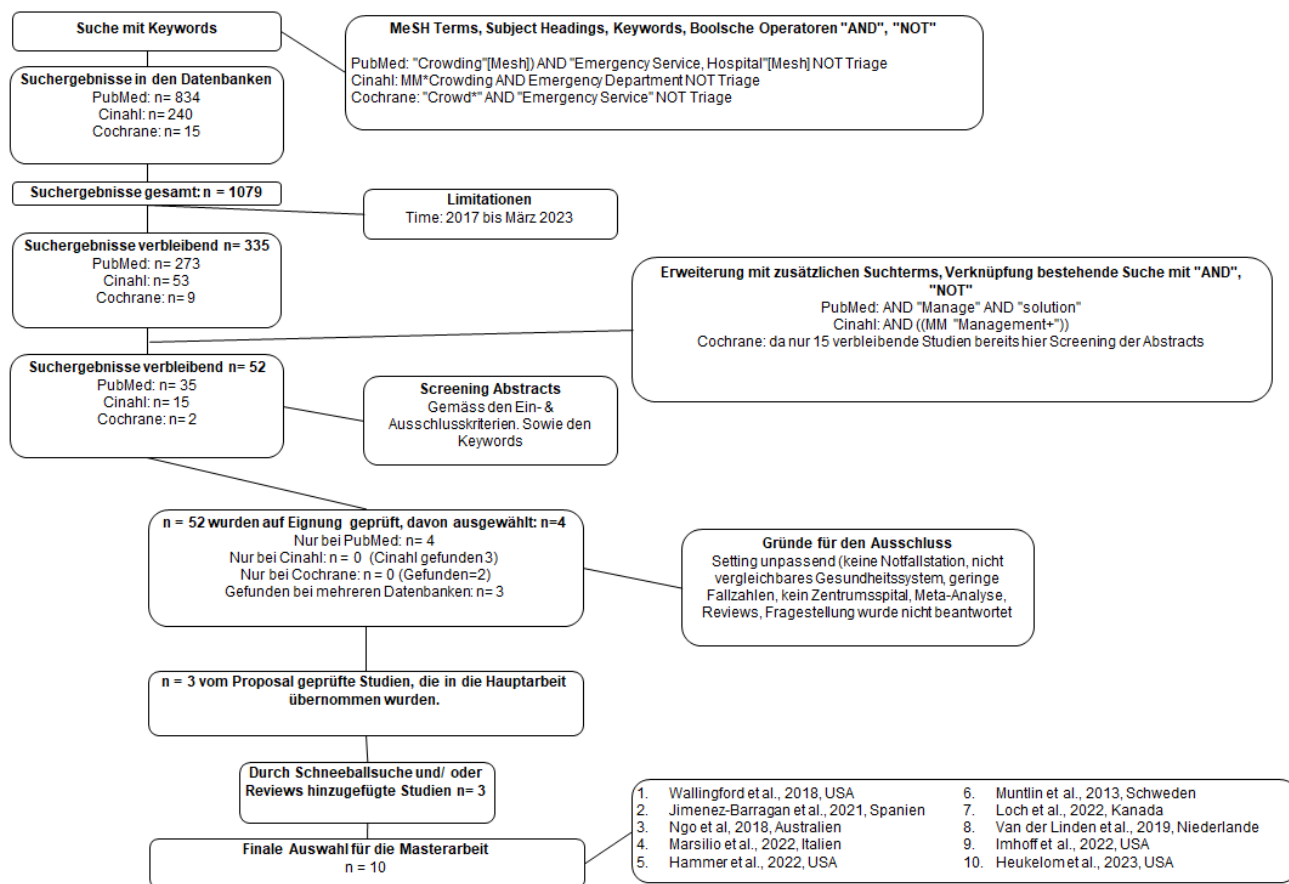 Suche mit Keywords
MeSH Terms, Subject Headings, Keywords, Boolsche Operatoren "AND", "NOT"
PubMed: "Crowding"[Mesh]) AND "Emergency Service, Hospital"[Mesh] NOT Triage
Cinahl: MM*Crowding AND Emergency Department NOT Triage
Cochrane: "Crowd*" AND "Emergency Service" NOT Triage
Suchergebnisse in den Datenbanken
PubMed: n= 834
Cinahl: n= 240
Cochrane: n= 15
Suchergebnisse gesamt: n = 1079
Limitationen
Time: 2017 bis März 2023
Suchergebnisse verbleibend n= 335
PubMed: n= 273
Cinahl: n= 53
Cochrane: n= 9
Erweiterung mit zusätzlichen Suchterms, Verknüpfung bestehende Suche mit "AND",
"NOT"
PubMed: AND "Manage" AND "solution"
Cinahl: AND ((MM "Management+"))
Cochrane: da nur 15 verbleibende Studien bereits hier Screening der Abstracts
Suchergebnisse verbleibend n= 52
PubMed: n= 35
Cinahl: n= 15
Cochrane: n= 2
Screening Abstracts
Gemäss den Ein- &
Ausschlusskriterien. Sowie den
Keywords
n = 52 wurden auf Eignung geprüft, davon ausgewählt: n=4
Nur bei PubMed: n= 4
Nur bei Cinahl: n = 0 (Cinahl gefunden 3)
Nur bei Cochrane: n= 0 (Gefunden=2)
Gefunden bei mehreren Datenbanken: n= 3
Gründe für den Ausschluss
Setting unpassend (keine Notfallstation, nicht
vergleichbares Gesundheitssystem, geringe
Fallzahlen, kein Zentrumsspital, Meta-Analyse,
Reviews, Fragestellung wurde nicht beantwortet
n = 3 vom Proposal geprüfte Studien, die in die Hauptarbeit
übernommen wurden.
Durch Schneeballsuche und/ oder
Reviews hinzugefügte Studien n= 3
Finale Auswahl für die Masterarbeit
n = 10
1. Wallingford et al., 2018, USA
2. Jimenez-Barragan et al., 2021, Spanien
3. Ngo et al, 2018, Australien
4. Marsilio et al., 2022, Italien
5. Hammer et al., 2022, USA
6. Muntlin et al., 2013, Schweden
7. Loch et al., 2022, Kanada
8. Van der Linden et al., 2019, Niederlande
9. Imhoff et al., 2022, USA
10. Heukelom et al., 2023, USA